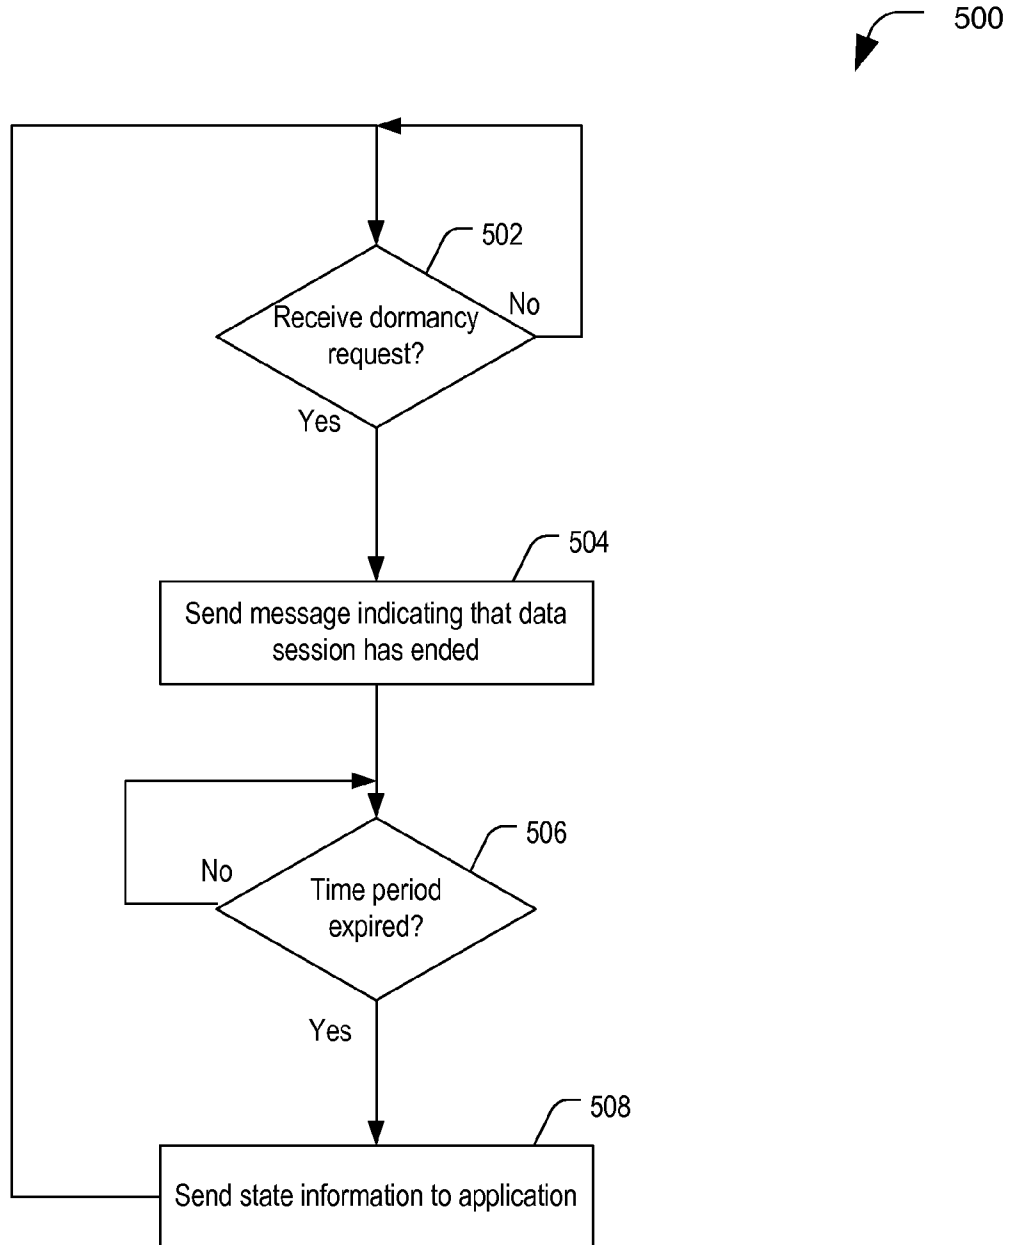 500
502
Receive dormancy
request?
No
Yes
504
Send message indicating that data
session has ended
506
No
Time period
expired?
Yes
508
Send state information to application